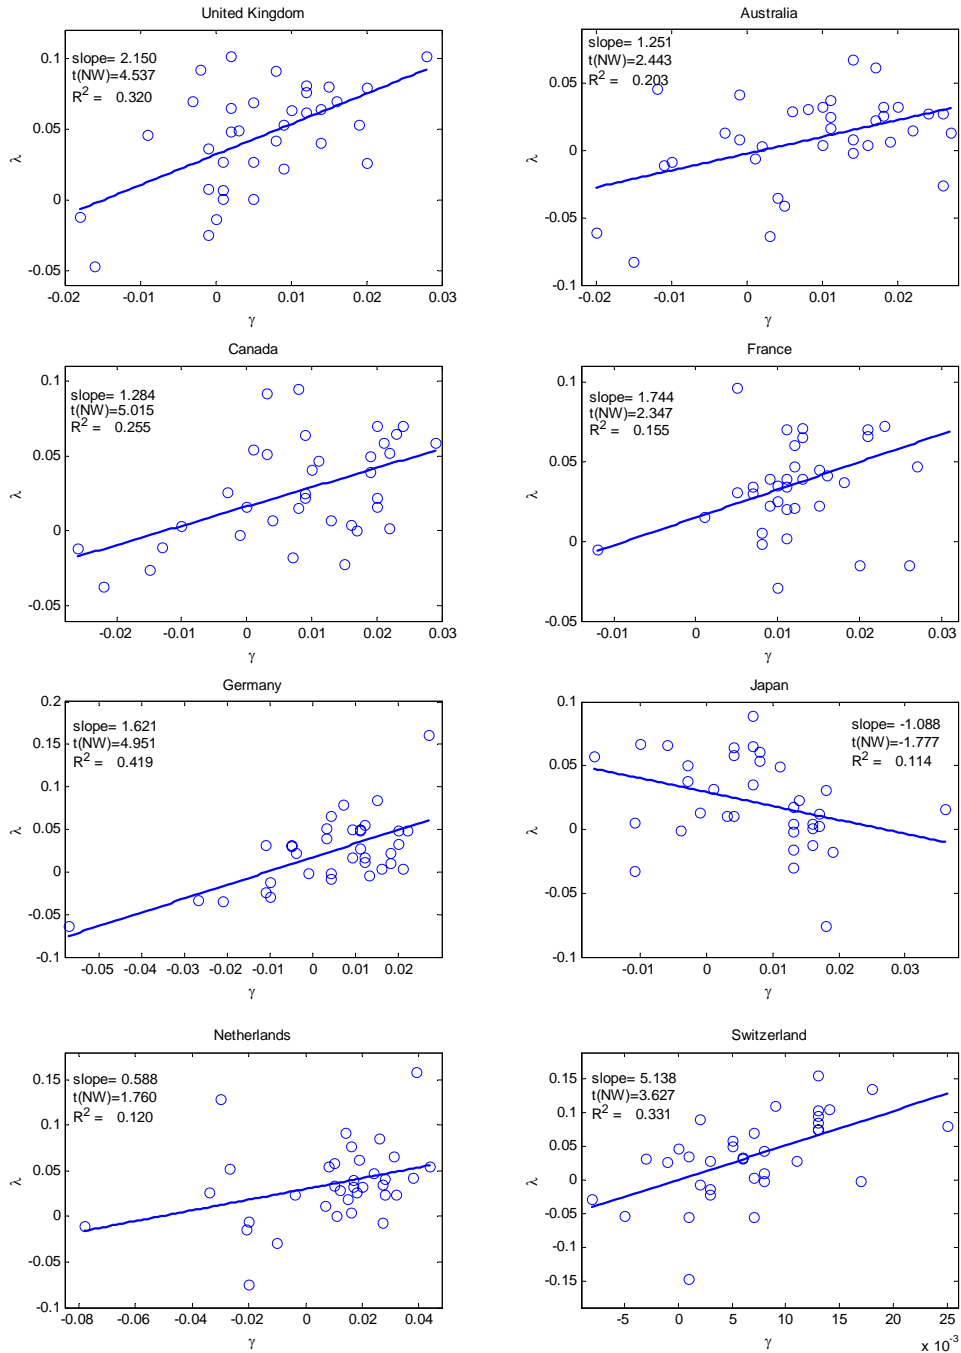 United Kingdom
slope= 2.150
t(NW)=4.537
R² = 0.320
0.1
0.05
0
-0.05
λ
-0.02 -0.01 0 0.01 0.02 0.03
γ
Australia
slope= 1.251
t(NW)=2.443
R² = 0.203
0.05
0
-0.05
-0.1
λ
-0.02 -0.01 0 0.01 0.02
γ
Canada
slope= 1.284
t(NW)=5.015
R² = 0.255
0.1
0.05
0
-0.05
λ
-0.02 -0.01 0 0.01 0.02 0.03
γ
France
slope= 1.744
t(NW)=2.347
R² = 0.155
0.1
0.05
0
-0.05
λ
-0.01 0 0.01 0.02 0.03
γ
Germany
slope= 1.621
t(NW)=4.951
R² = 0.419
0.2
0.15
0.1
0.05
0
-0.05
-0.1
λ
-0.05 -0.04 -0.03 -0.02 -0.01 0 0.01 0.02
γ
Japan
slope= -1.088
t(NW)=-1.777
R² = 0.114
0.1
0.05
0
-0.05
-0.1
λ
-0.01 0 0.01 0.02 0.03
γ
Netherlands
slope= 0.588
t(NW)=1.760
R² = 0.120
0.15
0.1
0.05
0
-0.05
-0.1
λ
-0.08 -0.06 -0.04 -0.02 0 0.02 0.04
γ
Switzerland
slope= 5.138
t(NW)=3.627
R² = 0.331
0.15
0.1
0.05
0
-0.05
-0.1
-0.15
λ
-5 0 5 10 15 20 25
γ
x 10⁻³